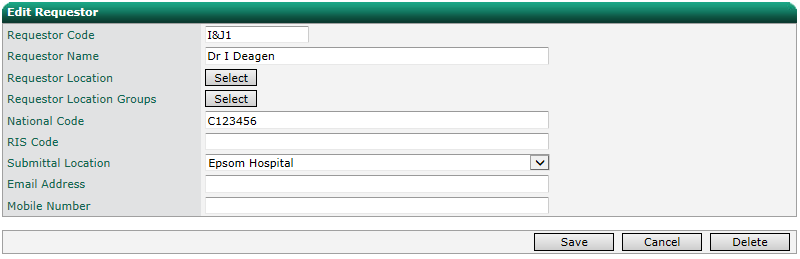 Edit Requestor
Requestor Code I&J1
Requestor Name Dr I Deagen
Requestor Location Select
Requestor Location Groups Select
National Code C123456
RIS Code
Submittal Location Epsom Hospital
Email Address
Mobile Number
Save Cancel Delete